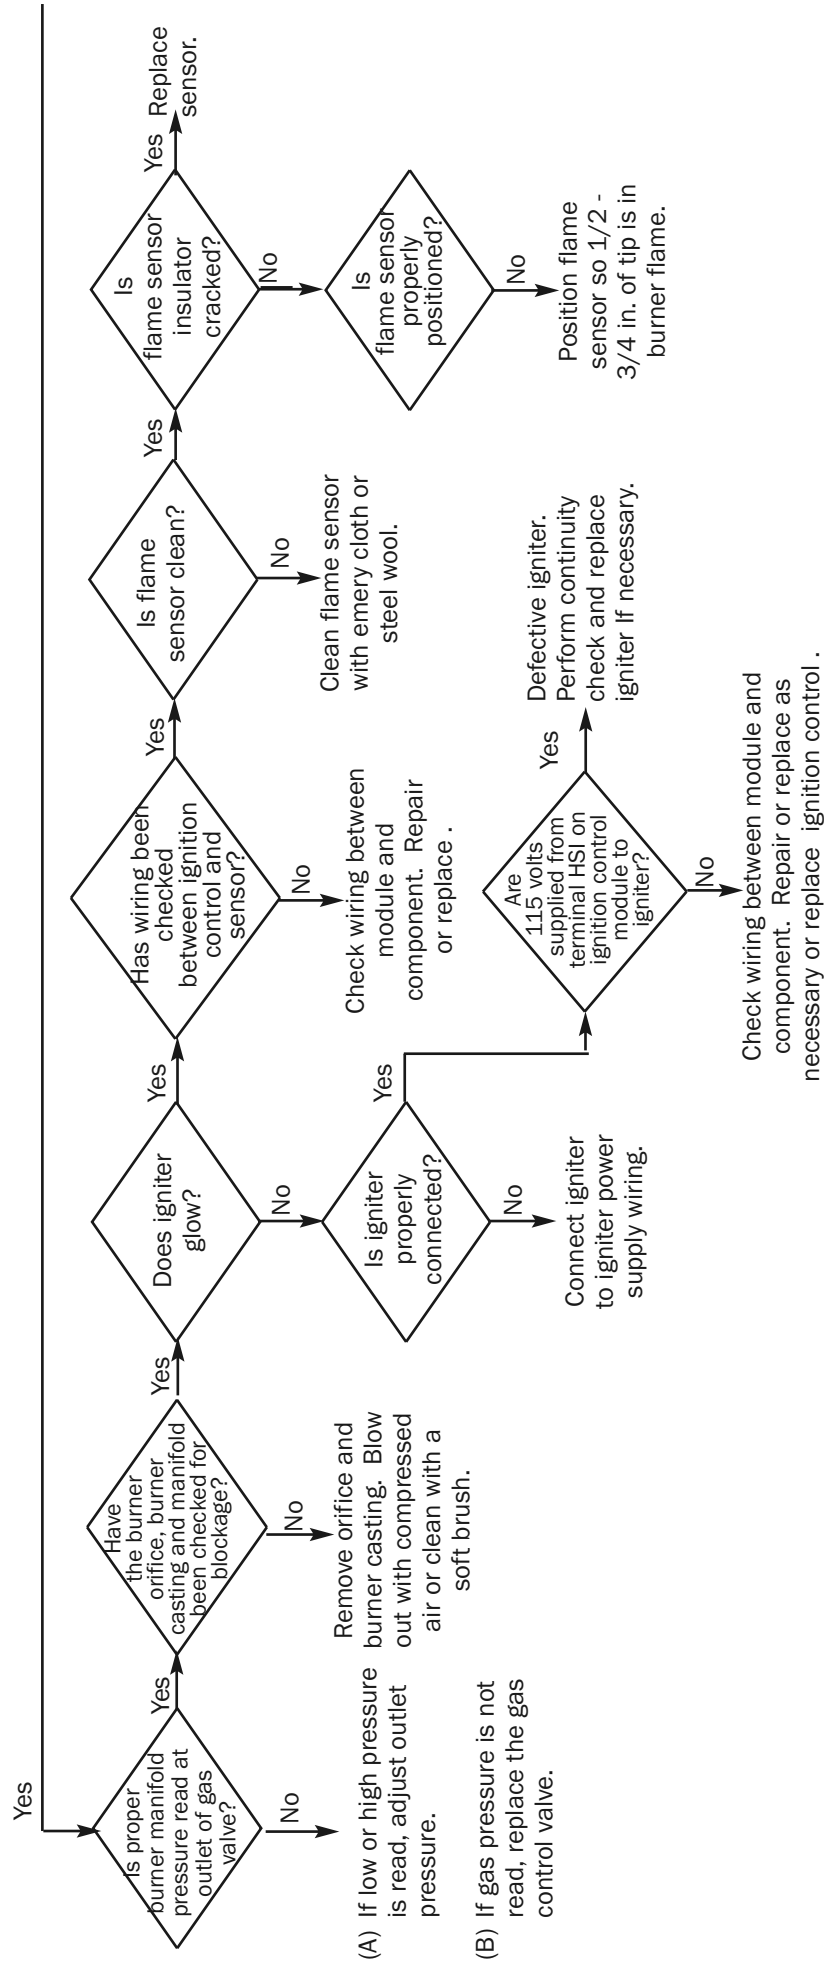 Yes
Is proper
burner manifold
pressure read at
outlet of gas
valve?
Yes
No
(A) If low or high pressure
is read, adjust outlet
pressure.
(B) If gas pressure is not
read, replace the gas
control valve.
Have
the burner
orifice, burner
casting and manifold
been checked for
blockage?
Yes
No
Remove orifice and
burner casting. Blow
out with compressed
air or clean with a
soft brush.
Does igniter
glow?
Yes
No
Is igniter
properly
connected?
Yes
No
Connect igniter
to igniter power
supply wiring.
Has wiring been
checked
between ignition
control and
sensor?
Yes
No
Check wiring between
module and
component. Repair
or replace .
Are
115 volts
supplied from
terminal HSI on
ignition control
module to
igniter?
Yes
Defective igniter.
Perform continuity
check and replace
igniter If necessary.
No
Check wiring between module and
component. Repair or replace as
necessary or replace ignition control .
Is flame
sensor clean?
Yes
No
Clean flame sensor
with emery cloth or
steel wool.
Is
flame sensor
insulator
cracked?
Yes
Replace
sensor.
No
Is
flame sensor
properly
positioned?
No
Position flame
sensor so 1/2 -
3/4 in. of tip is in
burner flame.